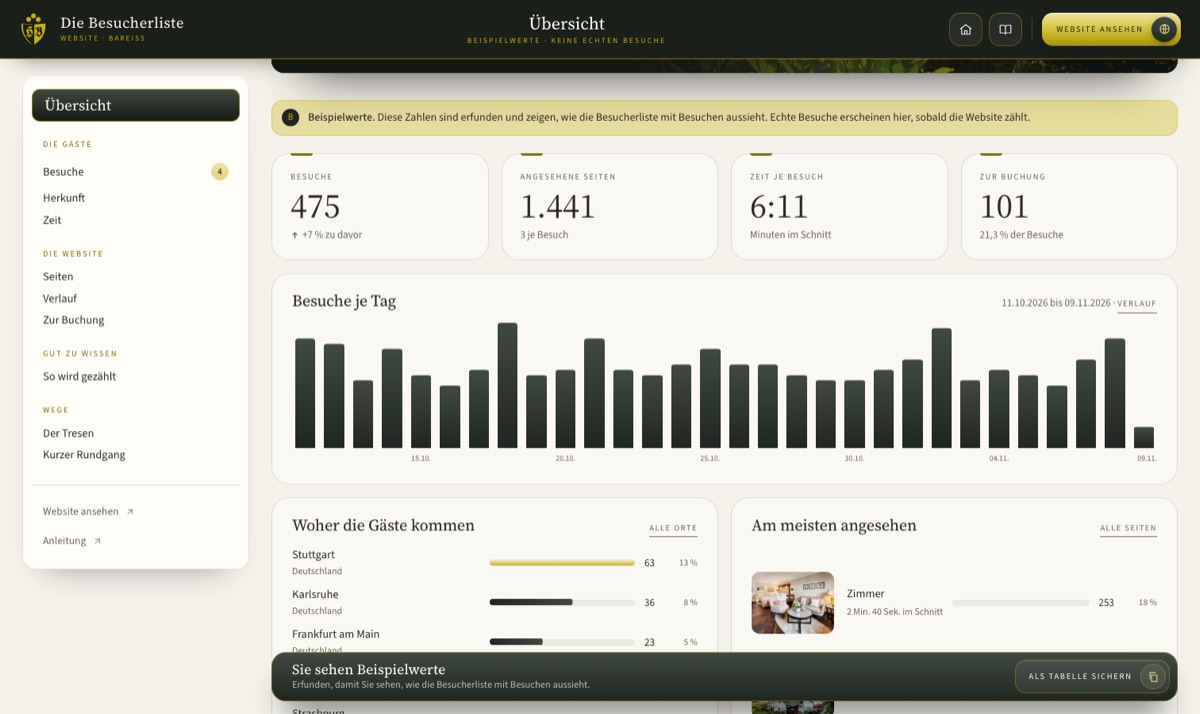 Die Besucherliste
WEBSITE · BAREISS
Übersicht
BEISPIELWERTE · KEINE ECHTEN BESUCHE
WEBSITE ANSEHEN
Übersicht
DIE GÄSTE
Besuche 4
Herkunft
Zeit
DIE WEBSITE
Seiten
Verlauf
Zur Buchung
GUT ZU WISSEN
So wird gezählt
WEGE
Der Tresen
Kurzer Rundgang
Website ansehen
Anleitung
B Beispielwerte. Diese Zahlen sind erfunden und zeigen, wie die Besucherliste mit Besuchen aussieht. Echte Besuche erscheinen hier, sobald die Website zählt.
BESUCHE
475
+7 % zu davor
ANGESEHENE SEITEN
1.441
3 je Besuch
ZEIT JE BESUCH
6:11
Minuten im Schnitt
ZUR BUCHUNG
101
21,3 % der Besuche
Besuche je Tag
11.10.2026 bis 09.11.2026 · VERLAUF
15.10. 20.10. 25.10. 30.10. 04.11. 09.11.
Woher die Gäste kommen
ALLE ORTE
Stuttgart
Deutschland
63 13 %
Karlsruhe
Deutschland
36 8 %
Frankfurt am Main
Deutschland
23 5 %
Strasbourg
Am meisten angesehen
ALLE SEITEN
Zimmer
2 Min. 40 Sek. im Schnitt
253 18 %
Sie sehen Beispielwerte
Erfunden, damit Sie sehen, wie die Besucherliste mit Besuchen aussieht.
ALS TABELLE SICHERN